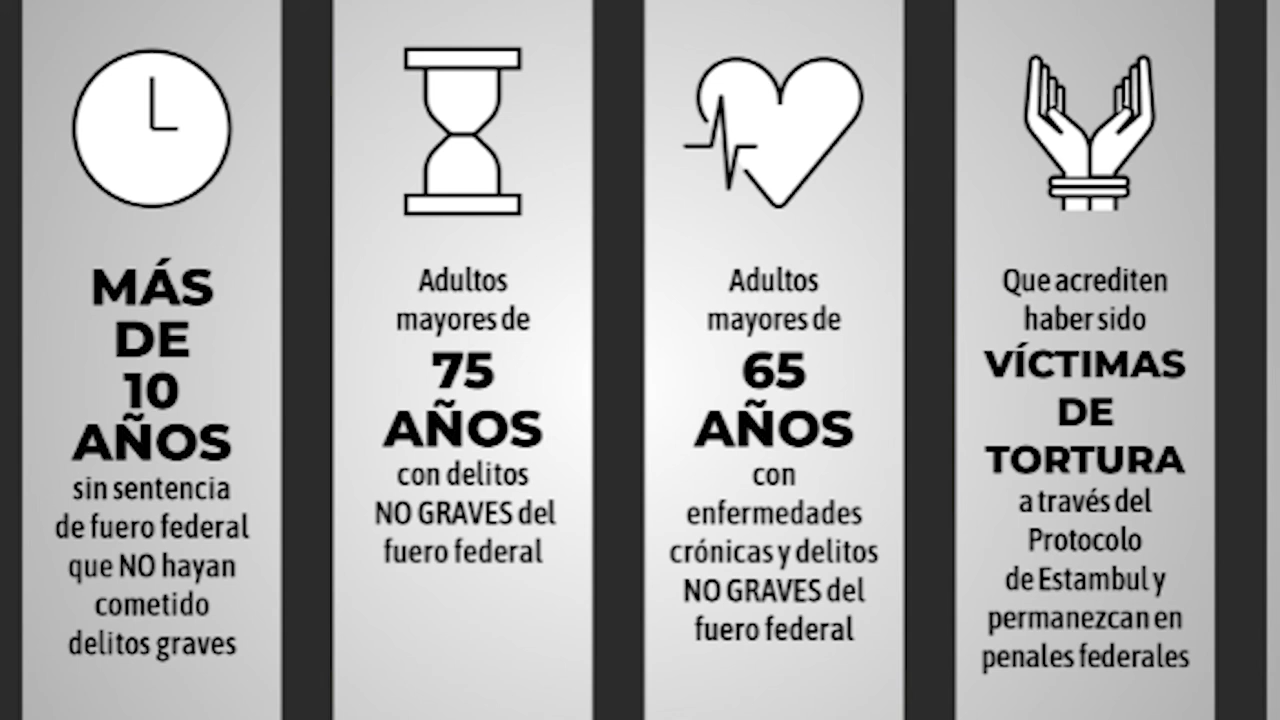 MÁS
DE
10
AÑOS
sin sentencia
de fuero federal
que NO hayan
cometido
delitos graves
Adultos
mayores de
75
AÑOS
con delitos
NO GRAVES del
fuero federal
Adultos
mayores de
65
AÑOS
con
enfermedades
crónicas y delitos
NO GRAVES del
fuero federal
Que acrediten
haber sido
VÍCTIMAS
DE
TORTURA
a través del
Protocolo
de Estambul y
permanezcan en
penales federales